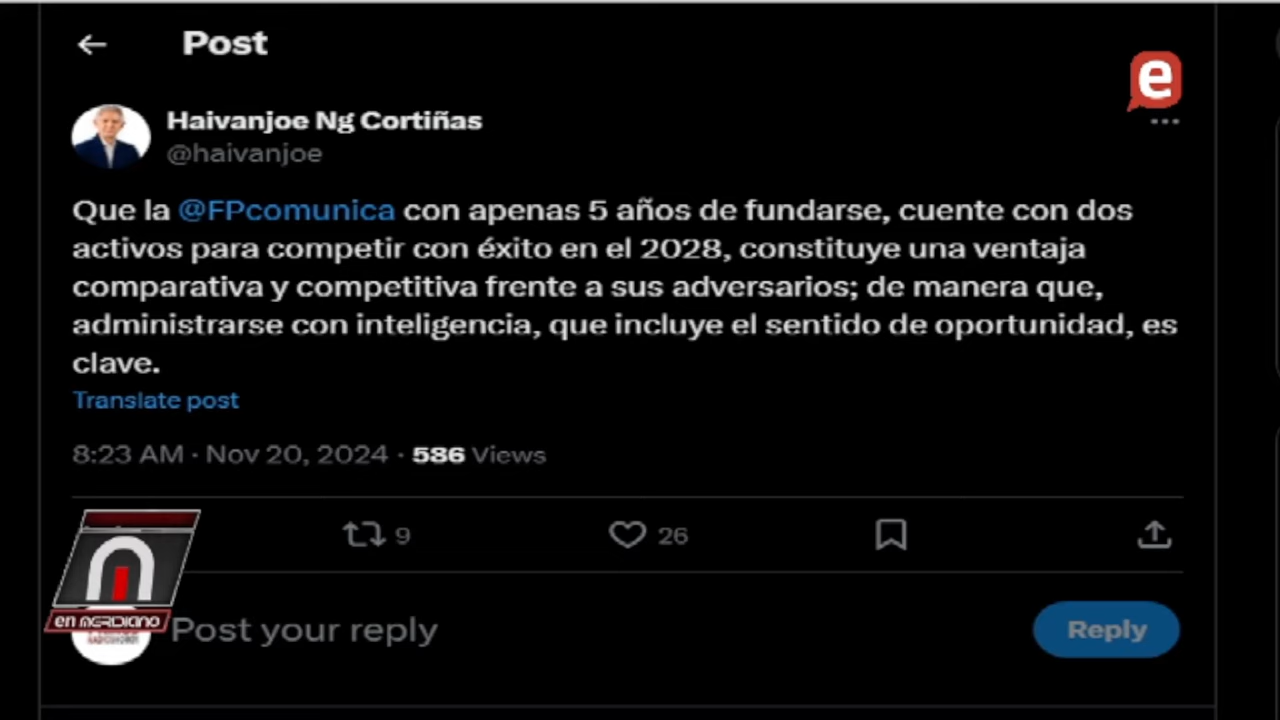 Post
e
Haivanjoe Ng Cortiñas
@haivanjoe
Que la @FPcomunica con apenas 5 años de fundarse, cuente con dos
activos para competir con éxito en el 2028, constituye una ventaja
comparativa y competitiva frente a sus adversarios; de manera que,
administrarse con inteligencia, que incluye el sentido de oportunidad, es
clave.
Translate post
8:23 AM · Nov 20, 2024 · 586 Views
9 26
en MERDIANO
Post your reply
Reply